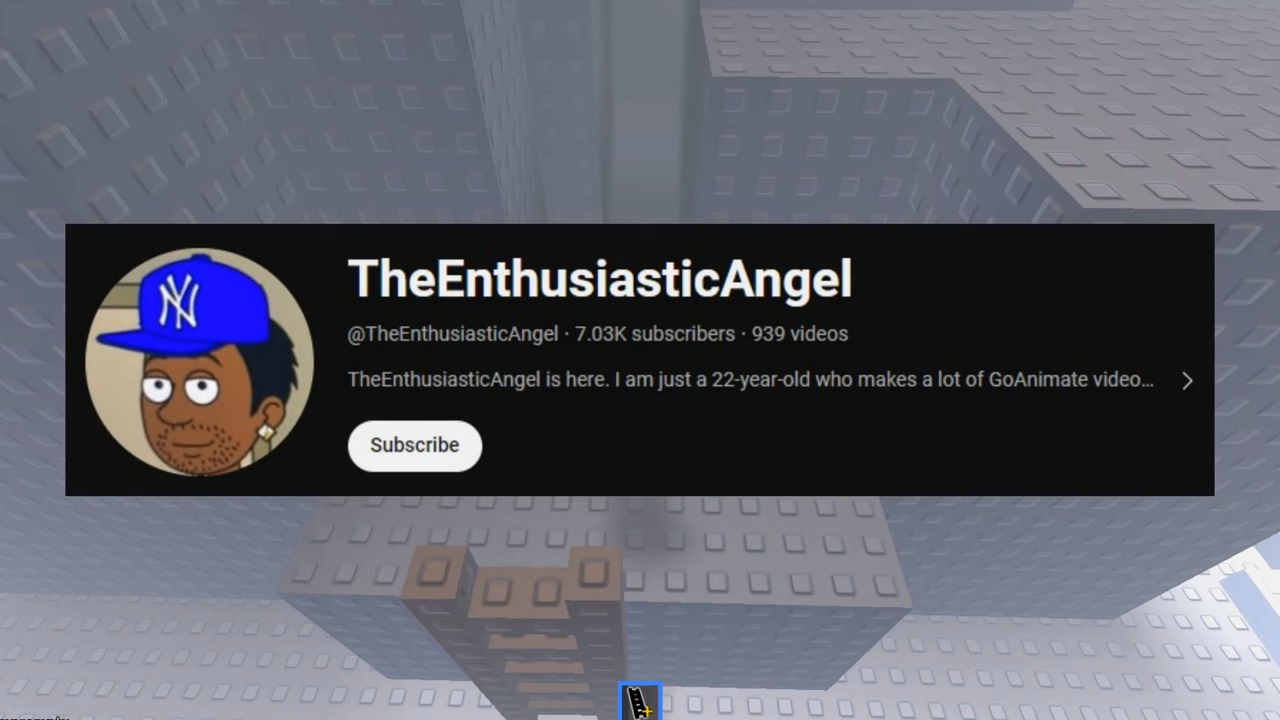 NY
TheEnthusiasticAngel
@TheEnthusiasticAngel · 7.03K subscribers · 939 videos
TheEnthusiasticAngel is here. I am just a 22-year-old who makes a lot of GoAnimate video...
Subscribe